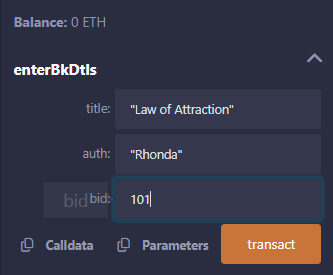 Balance: 0 ETH
enterBkDtls
title: "Law of Attraction"
auth: "Rhonda"
bid bid: 101
Calldata Parameters transact